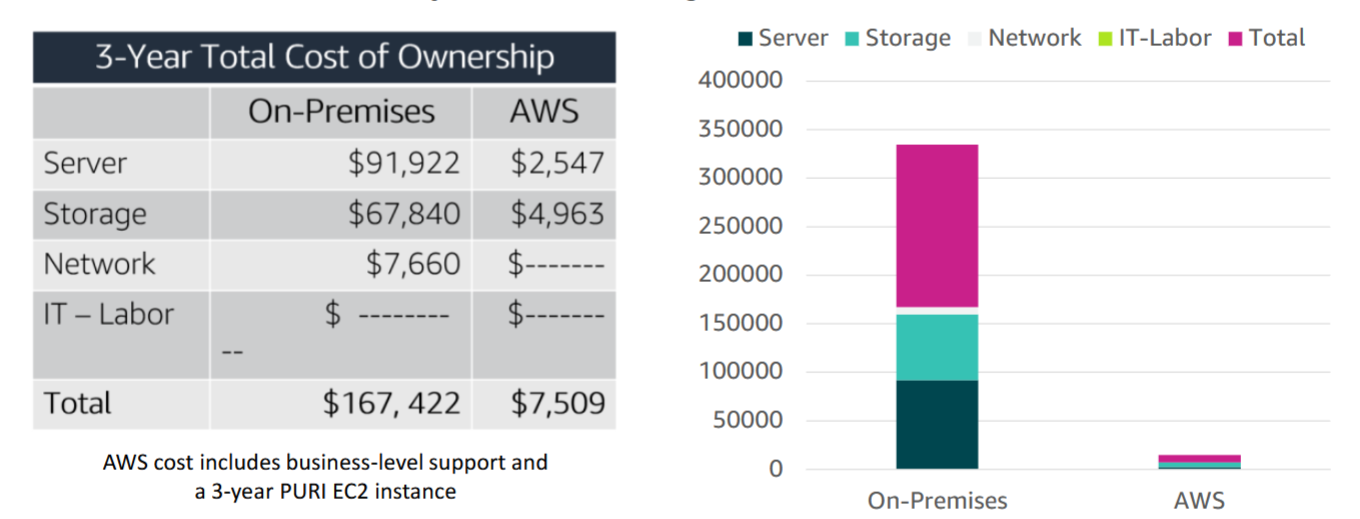 3-Year Total Cost of Ownership
On-Premises AWS
Server $91,922 $2,547
Storage $67,840 $4,963
Network $7,660 $-------
IT – Labor $ -------- $-------
--
Total $167, 422 $7,509
AWS cost includes business-level support and
a 3-year PURI EC2 instance
Server Storage Network IT-Labor Total
400000
350000
300000
250000
200000
150000
100000
50000
0
On-Premises AWS